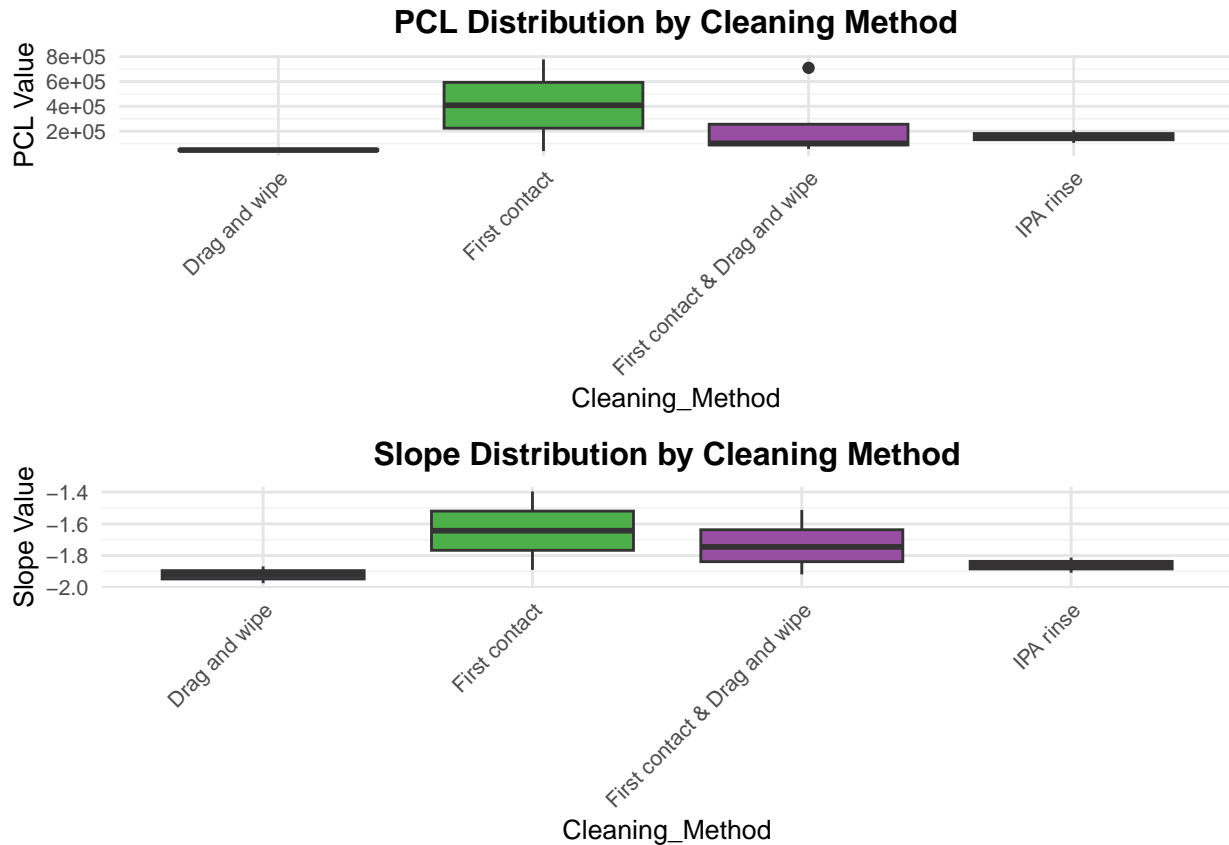 PCL Distribution by Cleaning Method
PCL Value
8e+05
6e+05
4e+05
2e+05
Drag and wipe
First contact
First contact & Drag and wipe
IPA rinse
Cleaning_Method
Slope Distribution by Cleaning Method
Slope Value
−1.4
−1.6
−1.8
−2.0
Drag and wipe
First contact
First contact & Drag and wipe
IPA rinse
Cleaning_Method